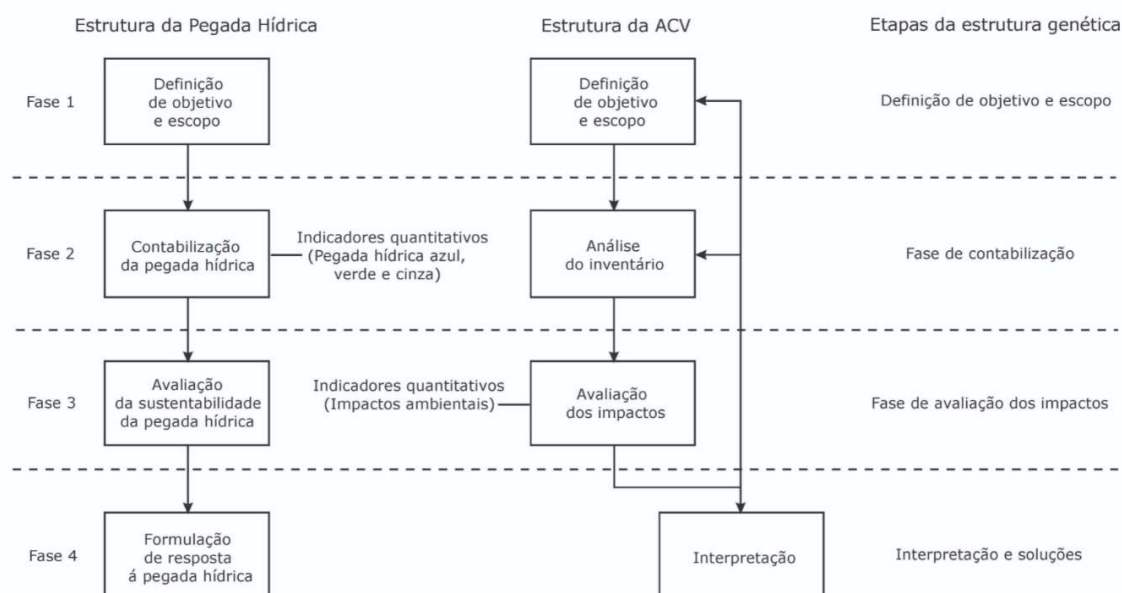 Estrutura da Pegada Hídrica
Estrutura da ACV
Etapas da estrutura genética
Fase 1
Definição
de objetivo
e escopo
Definição
de objetivo
e escopo
Definição de objetivo e escopo
Fase 2
Contabilização
da pegada hídrica
Indicadores quantitativos
(Pegada hídrica azul,
verde e cinza)
Análise
do inventário
Fase de contabilização
Fase 3
Avaliação
da sustentabilidade
da pegada hídrica
Indicadores quantitativos
(Impactos ambientais)
Avaliação
dos impactos
Fase de avaliação dos impactos
Fase 4
Formulação
de resposta
á pegada hídrica
Interpretação
Interpretação e soluções